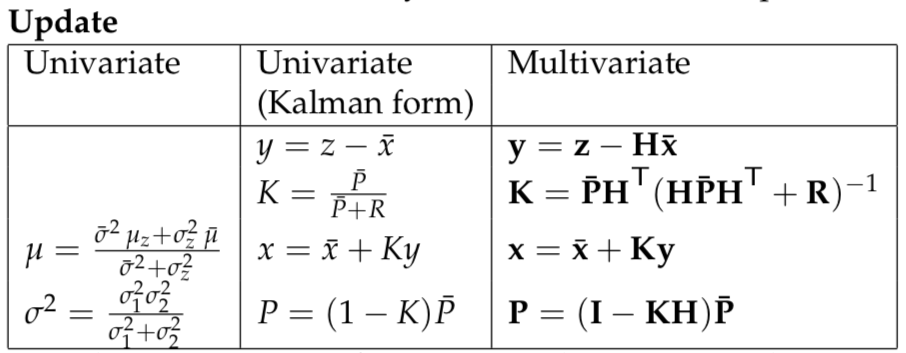 Update
Univariate | Univariate (Kalman form) | Multivariate
y = z − x̄ | 𝐲 = 𝐳 − 𝐇𝐱̄
K = P̄ / (P̄+R) | 𝐊 = 𝐏̄𝐇ᵀ(𝐇𝐏̄𝐇ᵀ + 𝐑)⁻¹
μ = (σ̄² μ_z + σ_z² μ̄) / (σ̄² + σ_z²) | x = x̄ + Ky | 𝐱 = 𝐱̄ + 𝐊𝐲
σ² = (σ₁²σ₂²) / (σ₁²+σ₂²) | P = (1 − K)P̄ | 𝐏 = (𝐈 − 𝐊𝐇)𝐏̄